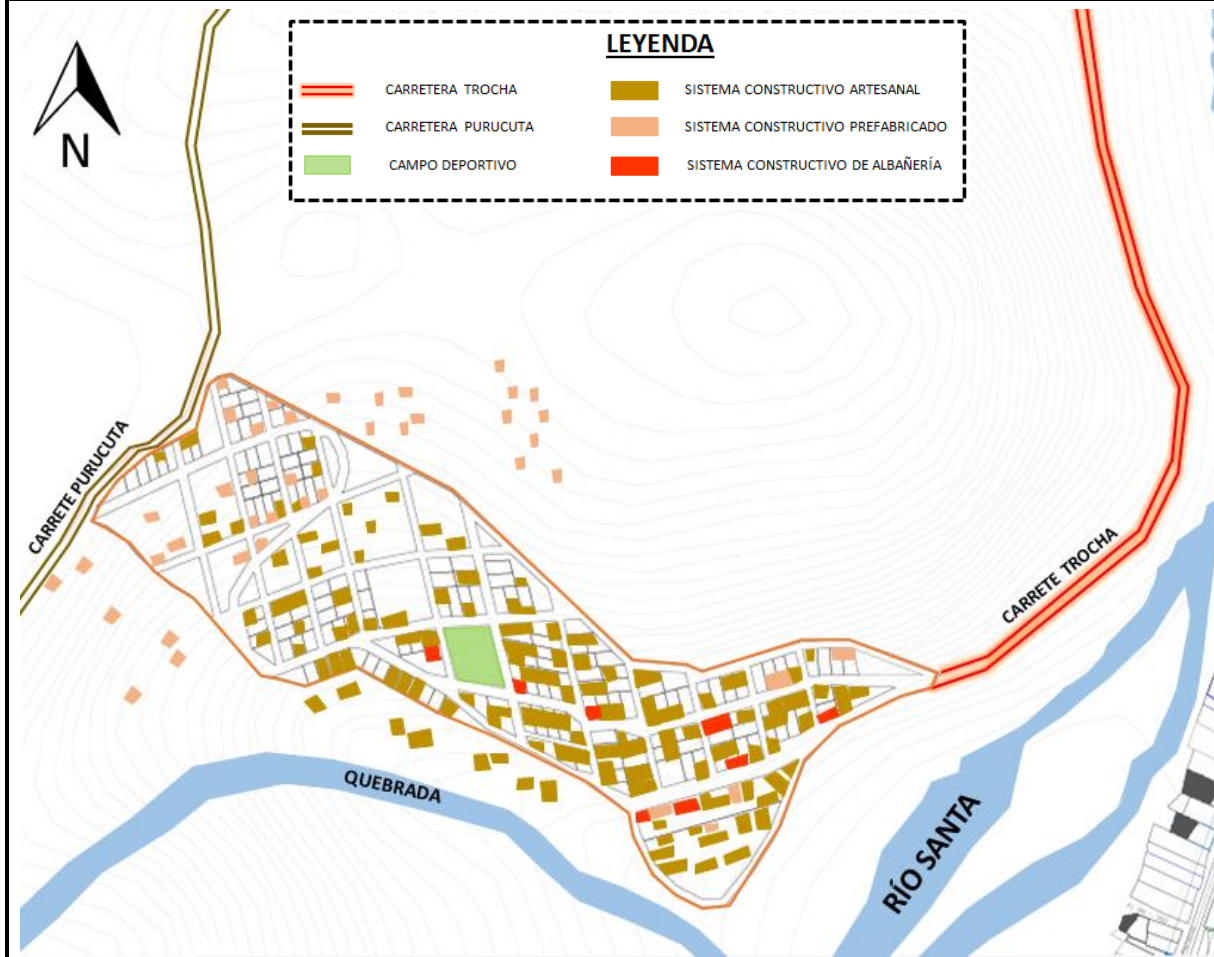 LEYENDA
CARRETERA TROCHA
SISTEMA CONSTRUCTIVO ARTESANAL
CARRETERA PURUCUTA
SISTEMA CONSTRUCTIVO PREFABRICADO
CAMPO DEPORTIVO
SISTEMA CONSTRUCTIVO DE ALBAÑERÍA
N
CARRETE PURUCUTA
CARRETE TROCHA
QUEBRADA
RÍO SANTA